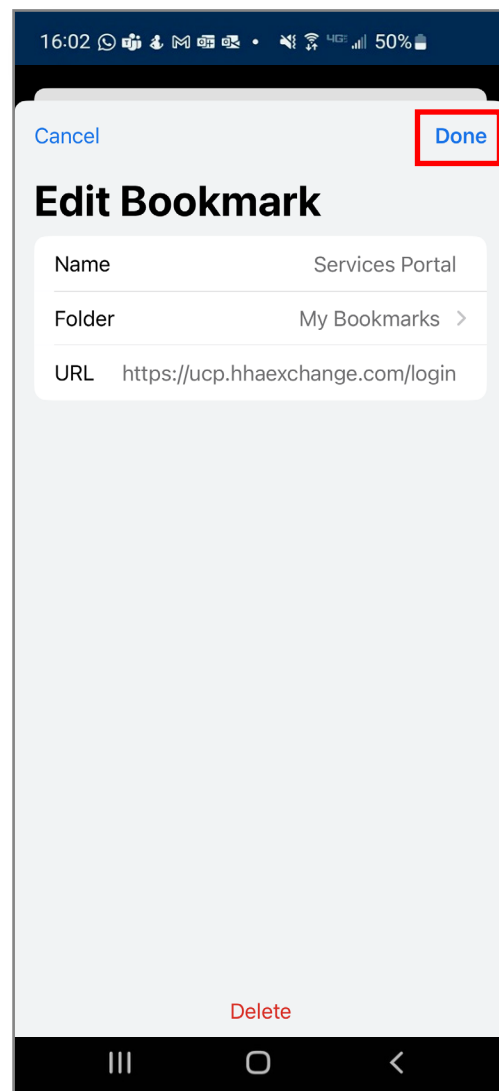 16:02 4GE 50%
Cancel Done
Edit Bookmark
Name Services Portal
Folder My Bookmarks
URL https://ucp.hhaexchange.com/login
Delete